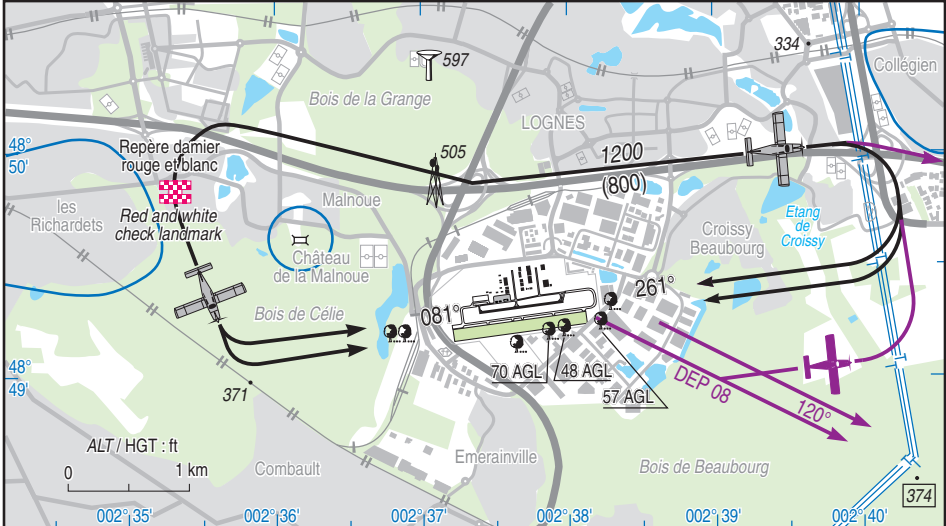 597
334
Collégien
Bois de la Grange
LOGNES
48°
50'
Repère damier
rouge et blanc
505
1200
(800)
les
Richardets
Red and white
check landmark
Malnoue
Etang
de
Croissy
Croissy
Beaubourg
Château
de la Malnoue
Bois de Célie
081°
261°
48°
49'
371
70 AGL
48 AGL
57 AGL
DEP 08
120°
ALT / HGT : ft
0
1 km
Combault
Emerainville
Bois de Beaubourg
374
002°35'
002°36'
002°37'
002°38'
002°39'
002°40'